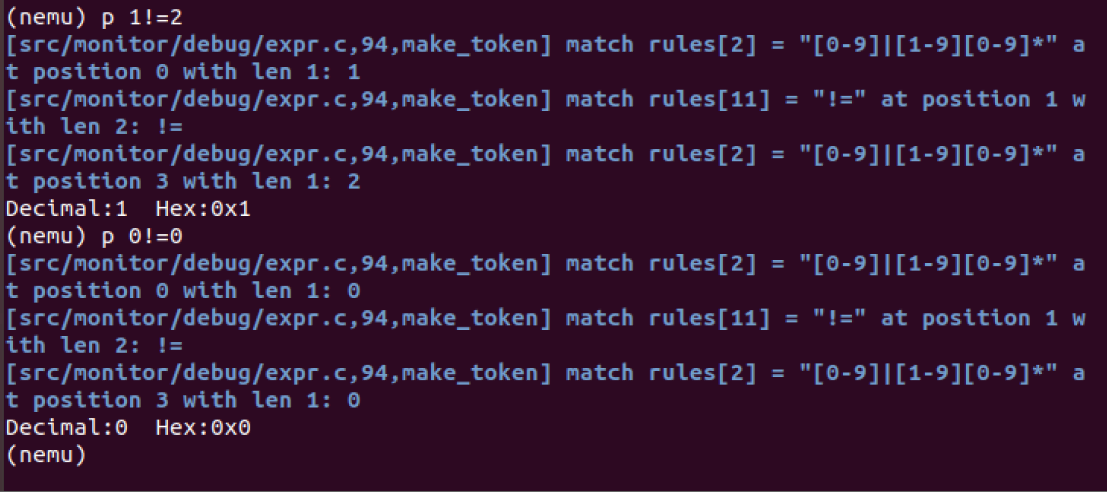 (nemu) p 1!=2
[src/monitor/debug/expr.c,94,make_token] match rules[2] = "[0-9]|[1-9][0-9]*" a
t position 0 with len 1: 1
[src/monitor/debug/expr.c,94,make_token] match rules[11] = "!=" at position 1 w
ith len 2: !=
[src/monitor/debug/expr.c,94,make_token] match rules[2] = "[0-9]|[1-9][0-9]*" a
t position 3 with len 1: 2
Decimal:1  Hex:0x1
(nemu) p 0!=0
[src/monitor/debug/expr.c,94,make_token] match rules[2] = "[0-9]|[1-9][0-9]*" a
t position 0 with len 1: 0
[src/monitor/debug/expr.c,94,make_token] match rules[11] = "!=" at position 1 w
ith len 2: !=
[src/monitor/debug/expr.c,94,make_token] match rules[2] = "[0-9]|[1-9][0-9]*" a
t position 3 with len 1: 0
Decimal:0  Hex:0x0
(nemu)